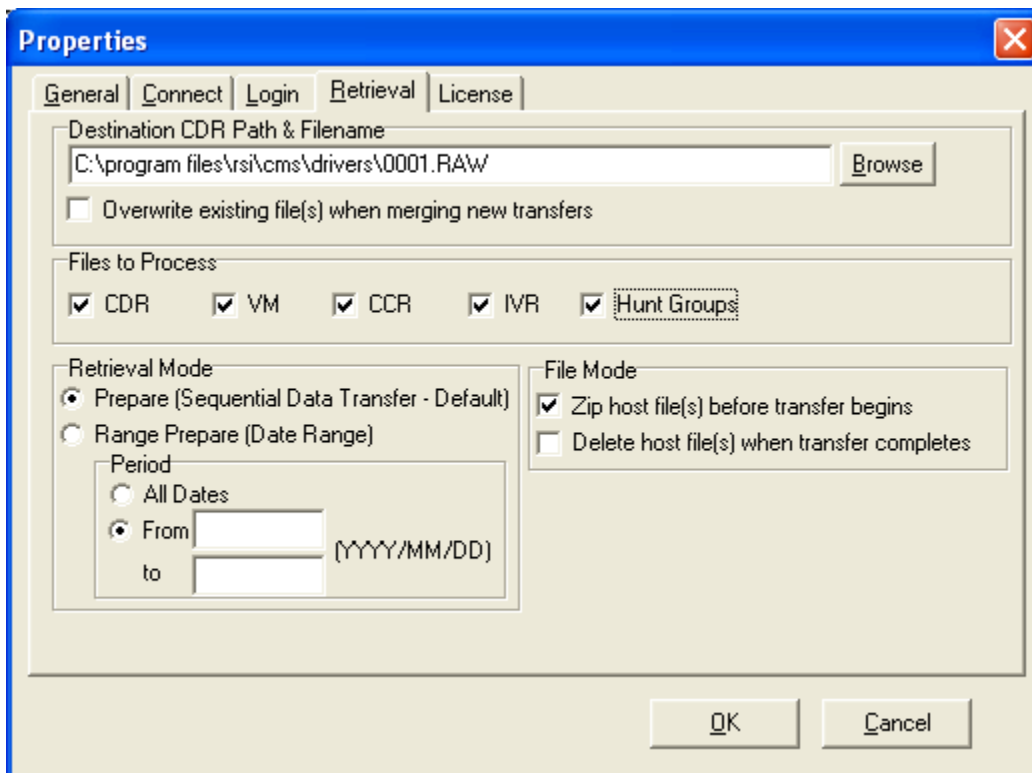 Properties
General Connect Login Retrieval License
Destination CDR Path & Filename
C:\program files\rsi\cms\drivers\0001.RAW
Browse
Overwrite existing file(s) when merging new transfers
Files to Process
CDR VM CCR IVR Hunt Groups
Retrieval Mode
Prepare (Sequential Data Transfer - Default)
Range Prepare (Date Range)
Period
All Dates
From
(YYYY/MM/DD)
to
File Mode
Zip host file(s) before transfer begins
Delete host file(s) when transfer completes
OK Cancel